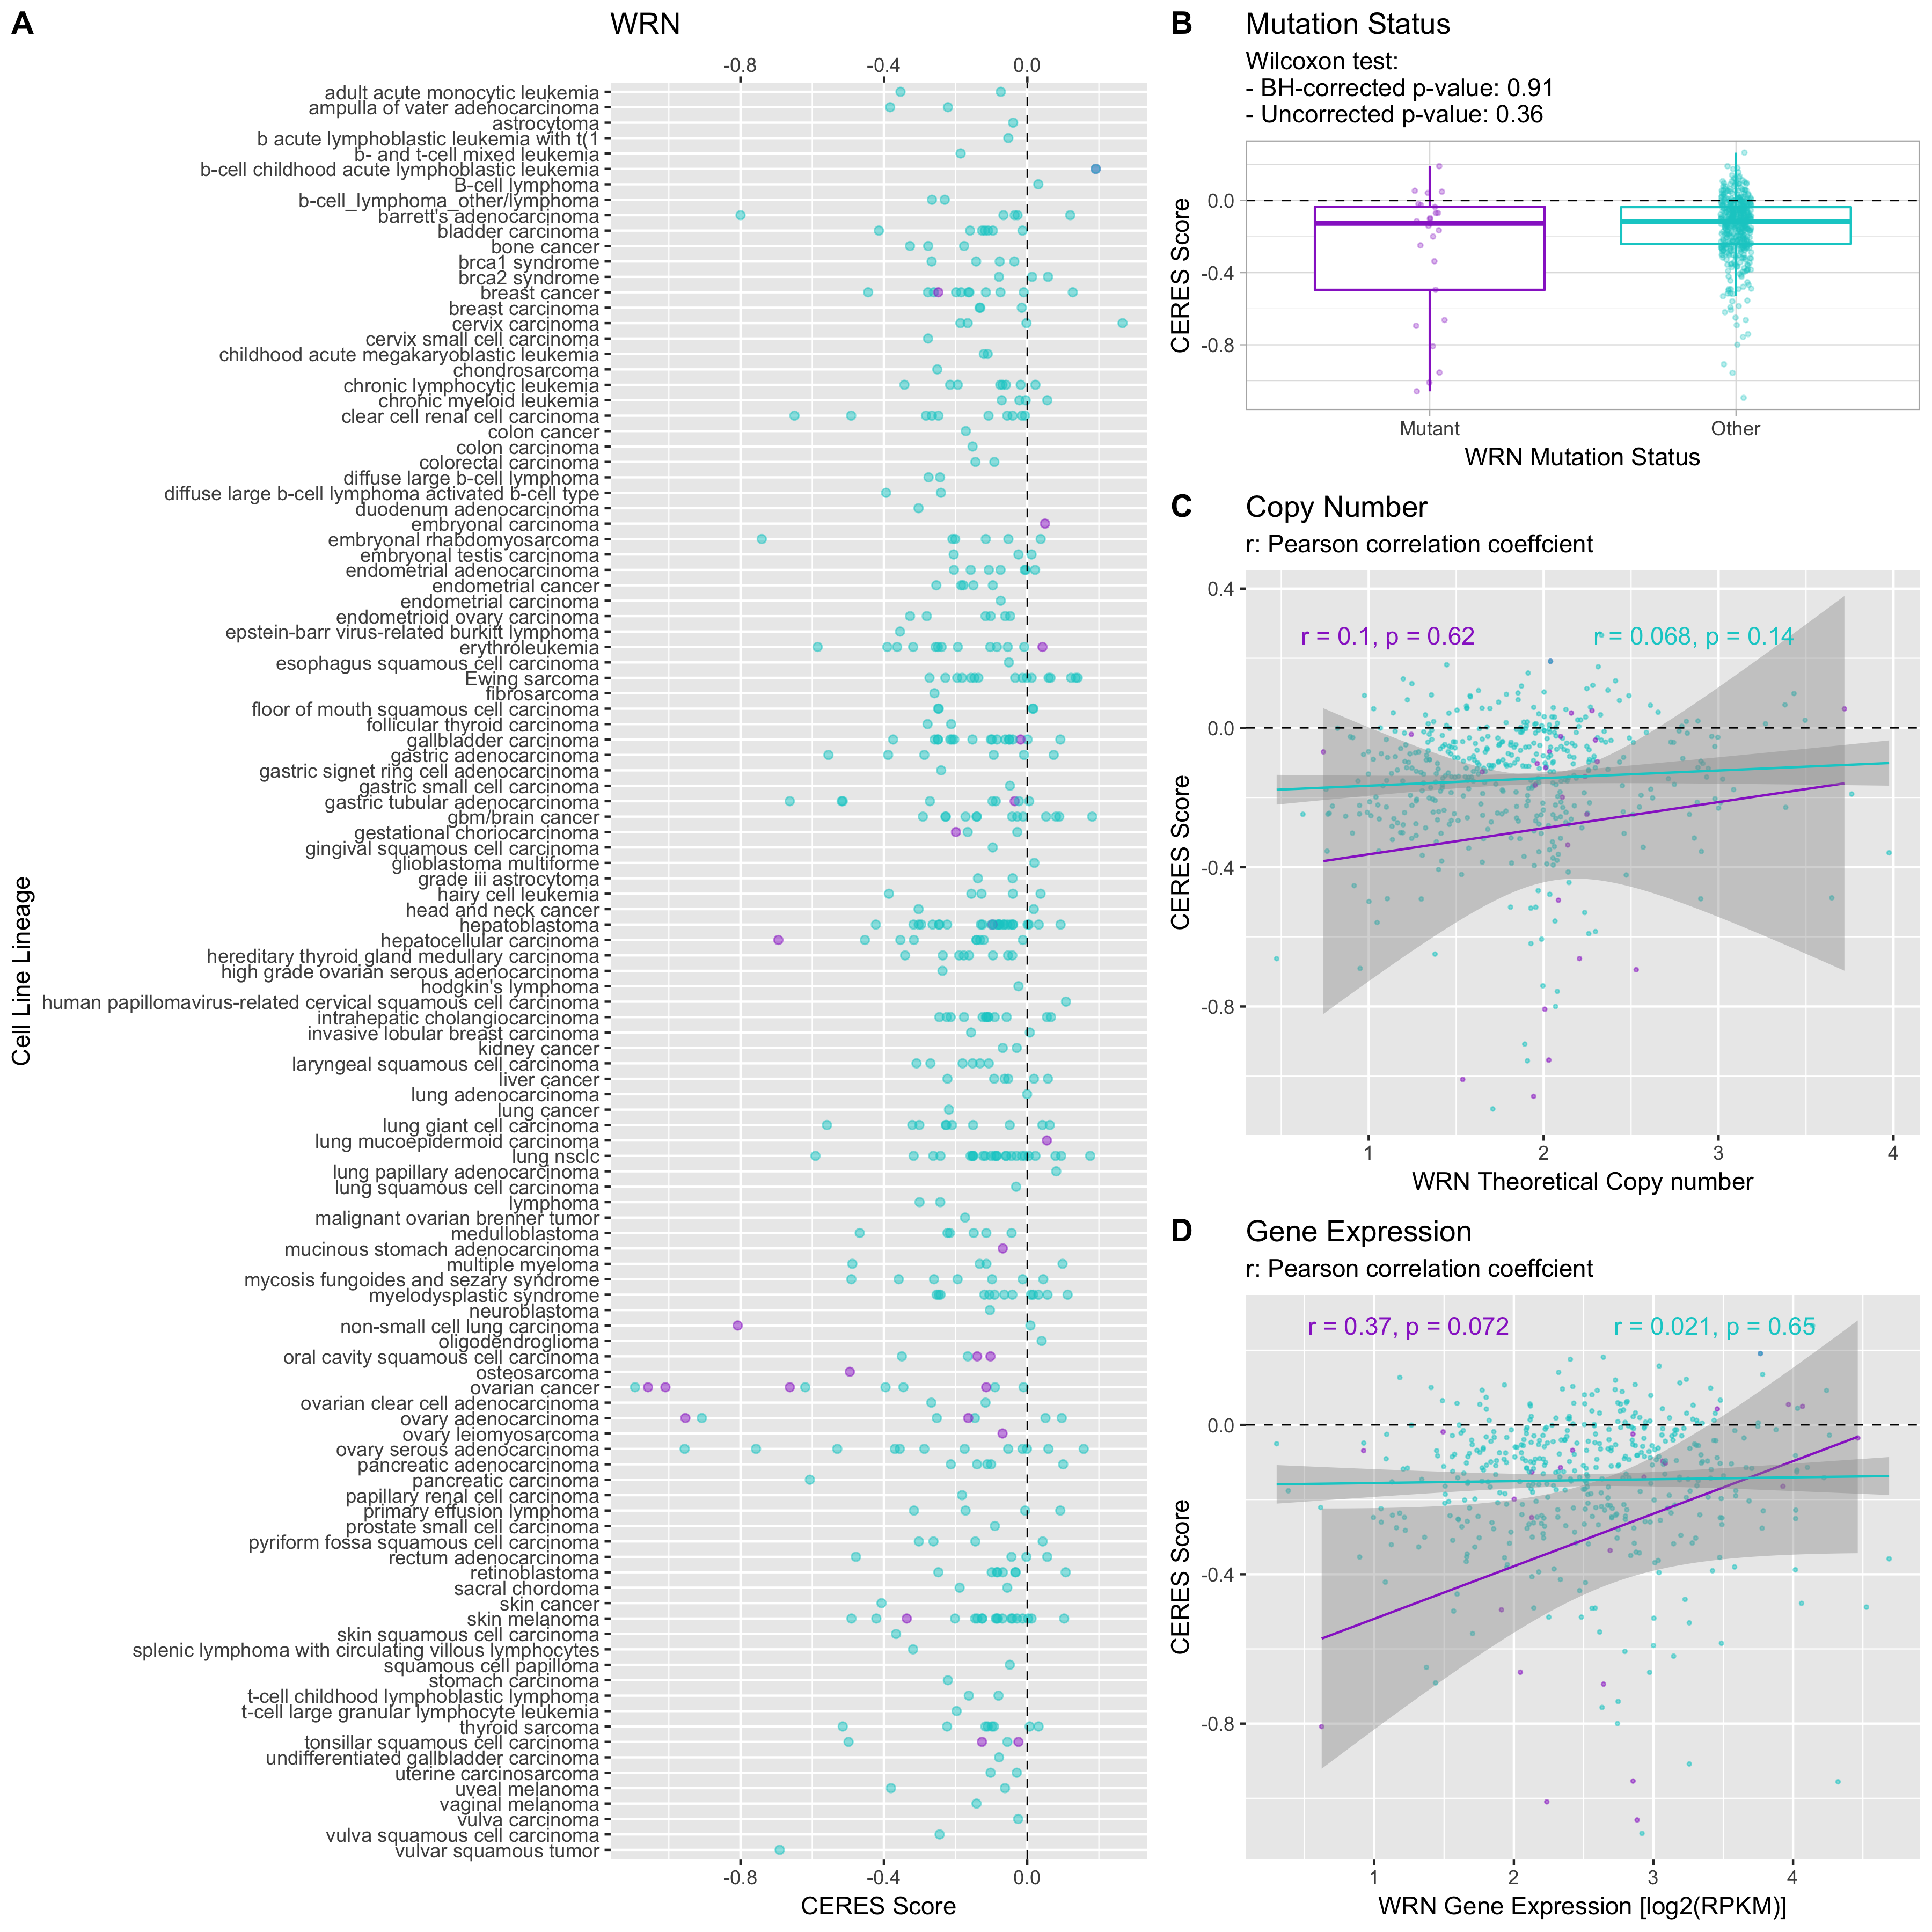 A
WRN
-0.8 -0.4 0.0
Cell Line Lineage
adult acute monocytic leukemia
ampulla of vater adenocarcinoma
astrocytoma
b acute lymphoblastic leukemia with t(1
b- and t-cell mixed leukemia
b-cell childhood acute lymphoblastic leukemia
B-cell lymphoma
b-cell_lymphoma_other/lymphoma
barrett's adenocarcinoma
bladder carcinoma
bone cancer
brca1 syndrome
brca2 syndrome
breast cancer
breast carcinoma
cervix carcinoma
cervix small cell carcinoma
childhood acute megakaryoblastic leukemia
chondrosarcoma
chronic lymphocytic leukemia
chronic myeloid leukemia
clear cell renal cell carcinoma
colon cancer
colon carcinoma
colorectal carcinoma
diffuse large b-cell lymphoma
diffuse large b-cell lymphoma activated b-cell type
duodenum adenocarcinoma
embryonal carcinoma
embryonal rhabdomyosarcoma
embryonal testis carcinoma
endometrial adenocarcinoma
endometrial cancer
endometrial carcinoma
endometrioid ovary carcinoma
epstein-barr virus-related burkitt lymphoma
erythroleukemia
esophagus squamous cell carcinoma
Ewing sarcoma
fibrosarcoma
floor of mouth squamous cell carcinoma
follicular thyroid carcinoma
gallbladder carcinoma
gastric adenocarcinoma
gastric signet ring cell adenocarcinoma
gastric small cell carcinoma
gastric tubular adenocarcinoma
gbm/brain cancer
gestational choriocarcinoma
gingival squamous cell carcinoma
glioblastoma multiforme
grade iii astrocytoma
hairy cell leukemia
head and neck cancer
hepatoblastoma
hepatocellular carcinoma
hereditary thyroid gland medullary carcinoma
high grade ovarian serous adenocarcinoma
hodgkin's lymphoma
human papillomavirus-related cervical squamous cell carcinoma
intrahepatic cholangiocarcinoma
invasive lobular breast carcinoma
kidney cancer
laryngeal squamous cell carcinoma
liver cancer
lung adenocarcinoma
lung cancer
lung giant cell carcinoma
lung mucoepidermoid carcinoma
lung nsclc
lung papillary adenocarcinoma
lung squamous cell carcinoma
lymphoma
malignant ovarian brenner tumor
medulloblastoma
mucinous stomach adenocarcinoma
multiple myeloma
mycosis fungoides and sezary syndrome
myelodysplastic syndrome
neuroblastoma
non-small cell lung carcinoma
oligodendroglioma
oral cavity squamous cell carcinoma
osteosarcoma
ovarian cancer
ovarian clear cell adenocarcinoma
ovary adenocarcinoma
ovary leiomyosarcoma
ovary serous adenocarcinoma
pancreatic adenocarcinoma
pancreatic carcinoma
papillary renal cell carcinoma
primary effusion lymphoma
prostate small cell carcinoma
pyriform fossa squamous cell carcinoma
rectum adenocarcinoma
retinoblastoma
sacral chordoma
skin cancer
skin melanoma
skin squamous cell carcinoma
splenic lymphoma with circulating villous lymphocytes
squamous cell papilloma
stomach carcinoma
t-cell childhood lymphoblastic lymphoma
t-cell large granular lymphocyte leukemia
thyroid sarcoma
tonsillar squamous cell carcinoma
undifferentiated gallbladder carcinoma
uterine carcinosarcoma
uveal melanoma
vaginal melanoma
vulva carcinoma
vulva squamous cell carcinoma
vulvar squamous tumor
-0.8 -0.4 0.0
CERES Score
B
Mutation Status
Wilcoxon test:
- BH-corrected p-value: 0.91
- Uncorrected p-value: 0.36
CERES Score
0.0
-0.4
-0.8
Mutant Other
WRN Mutation Status
C
Copy Number
r: Pearson correlation coeffcient
CERES Score
0.4
0.0
-0.4
-0.8
r = 0.1, p = 0.62 r = 0.068, p = 0.14
1 2 3 4
WRN Theoretical Copy number
D
Gene Expression
r: Pearson correlation coeffcient
CERES Score
0.0
-0.4
-0.8
r = 0.37, p = 0.072 r = 0.021, p = 0.65
1 2 3 4
WRN Gene Expression [log2(RPKM)]